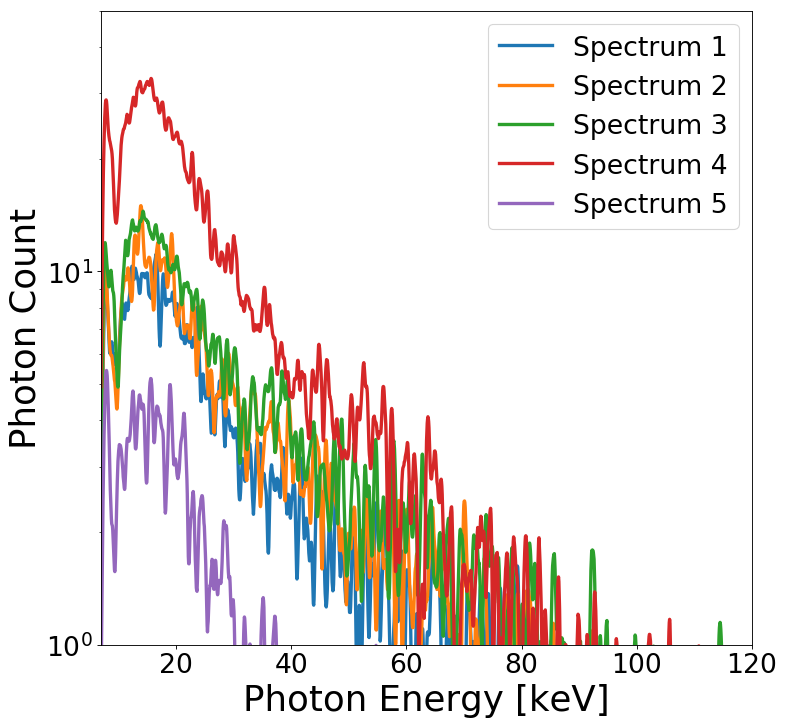 Spectrum 1
Spectrum 2
Spectrum 3
Spectrum 4
Spectrum 5
Photon Count
10¹
10⁰
20 40 60 80 100 120
Photon Energy [keV]